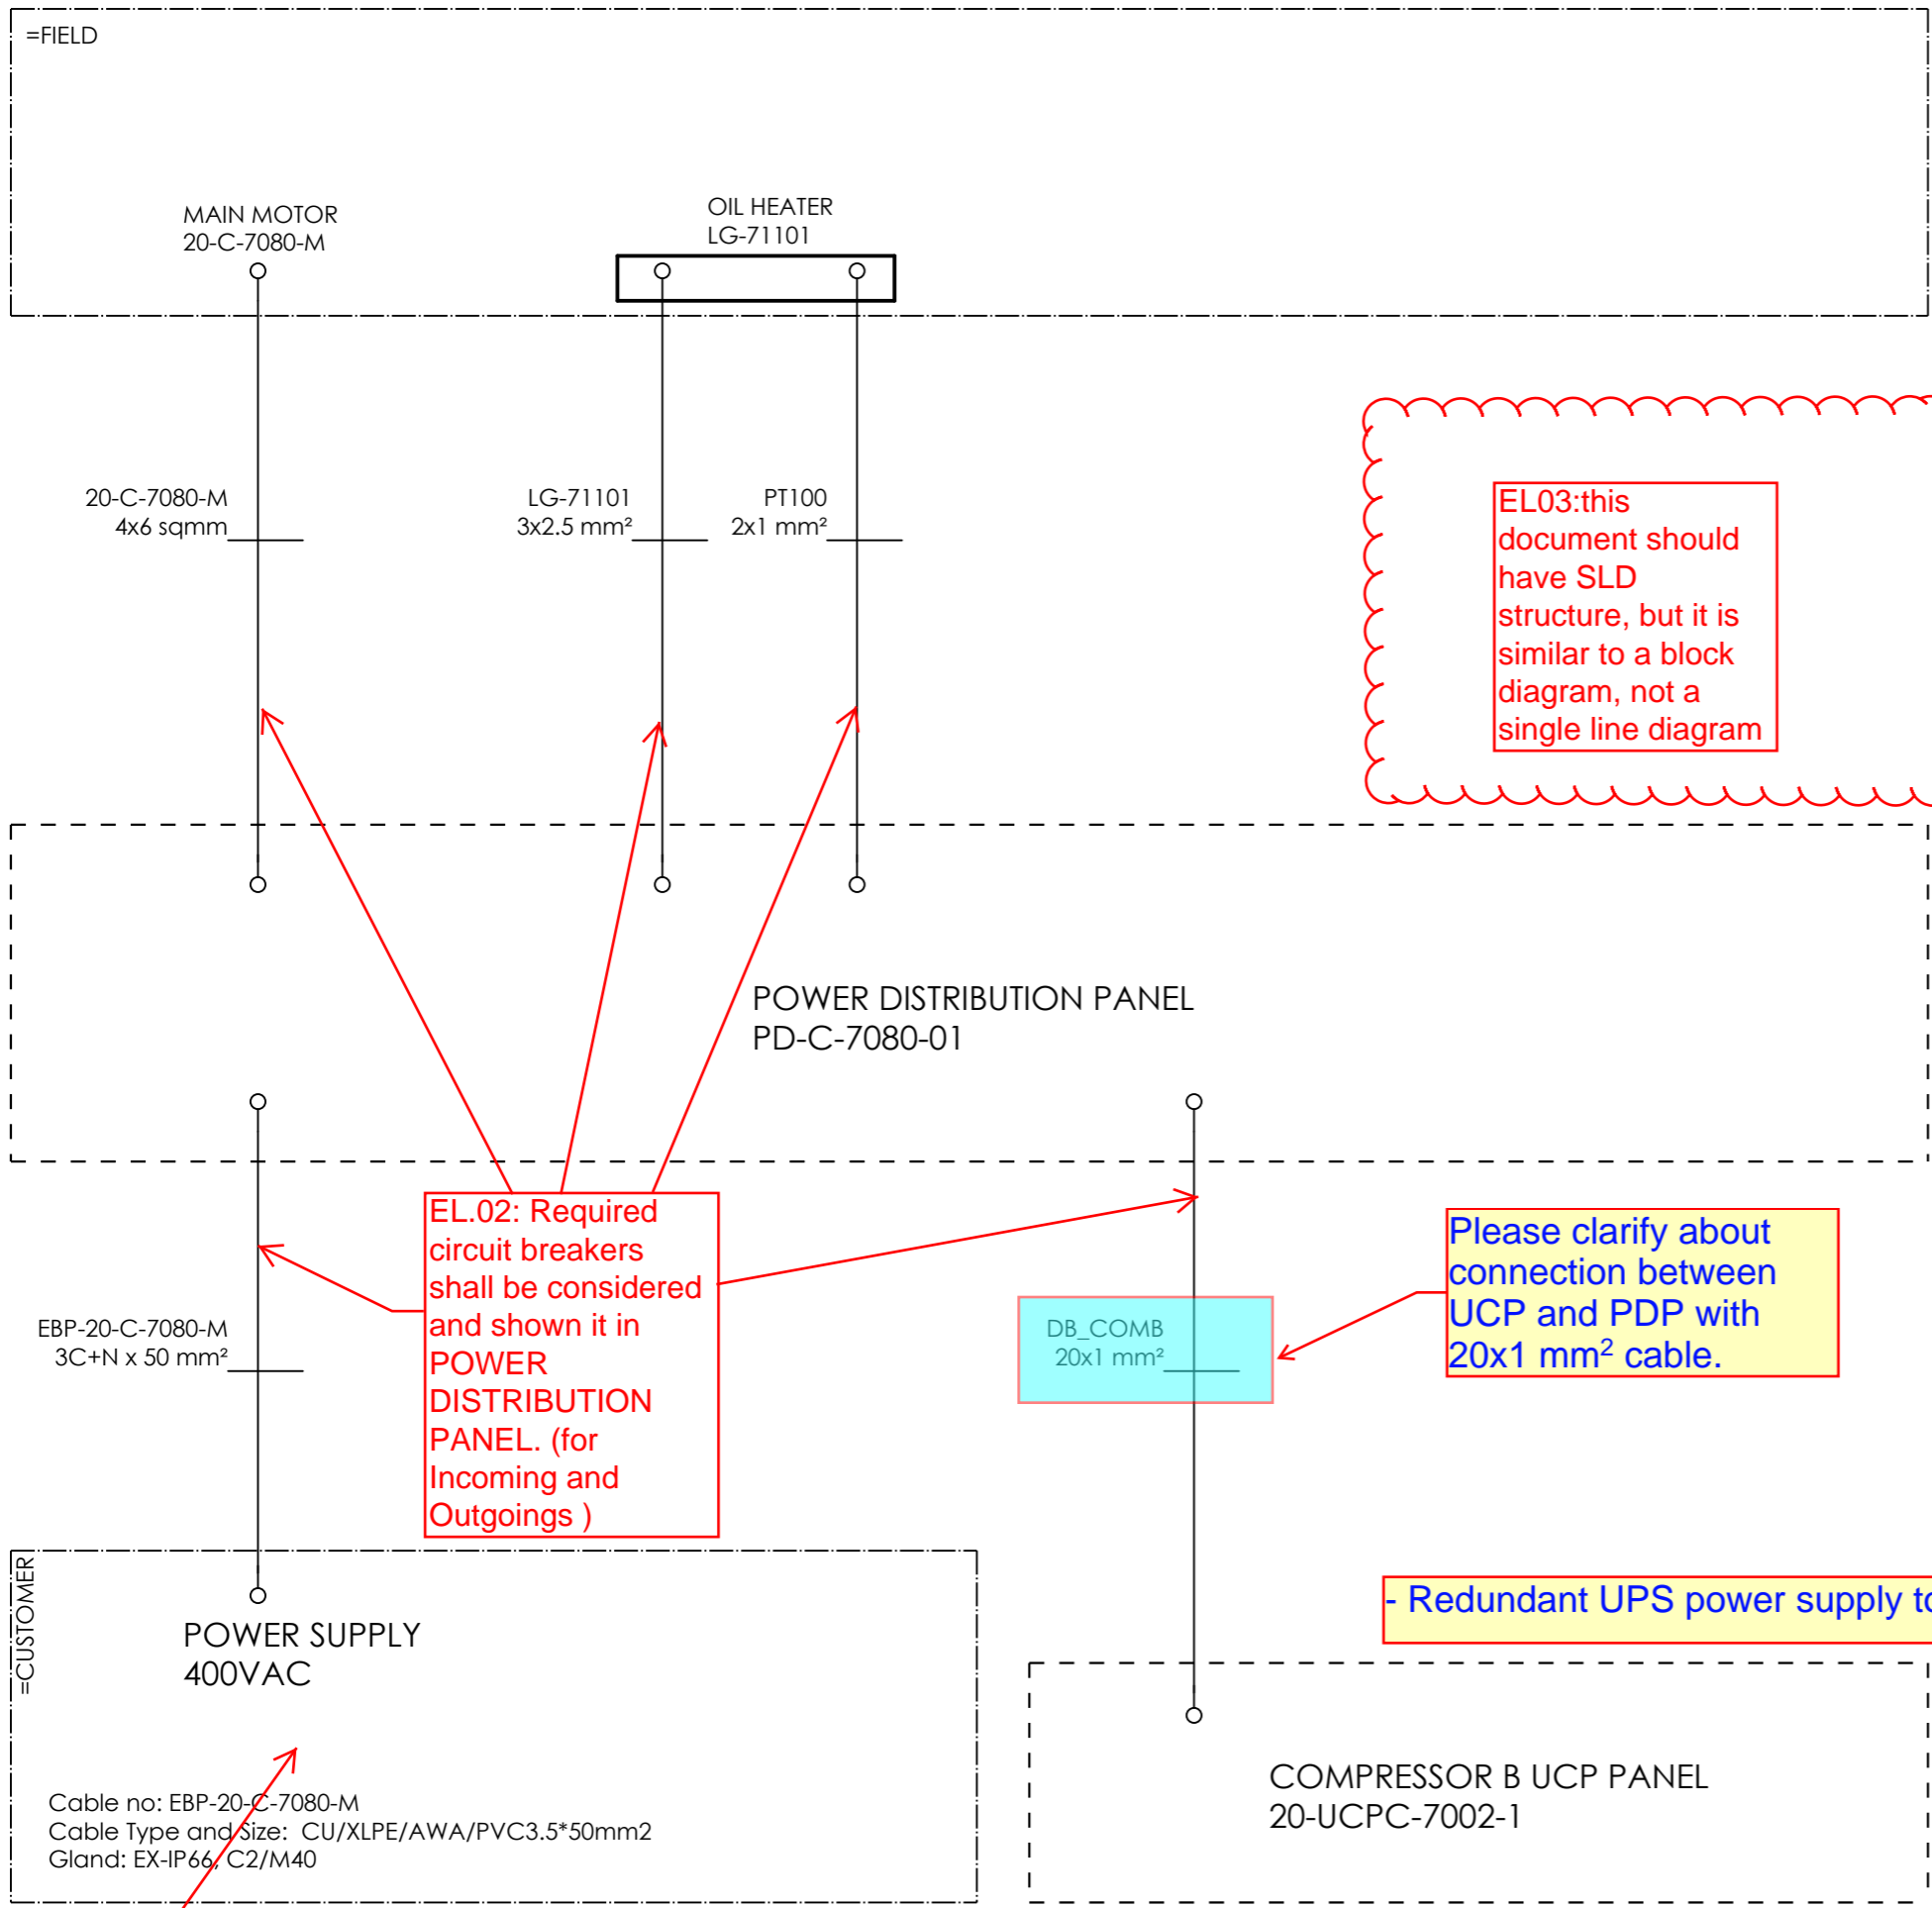 =FIELD
MAIN MOTOR
20-C-7080-M
OIL HEATER
LG-71101
20-C-7080-M
4x6 sqmm
LG-71101
3x2.5 mm²
PT100
2x1 mm²
EL03:this
document should
have SLD
structure, but it is
similar to a block
diagram, not a
single line diagram
POWER DISTRIBUTION PANEL
PD-C-7080-01
EL.02: Required
circuit breakers
shall be considered
and shown it in
POWER
DISTRIBUTION
PANEL. (for
Incoming and
Outgoings )
EBP-20-C-7080-M
3C+N x 50 mm²
DB_COMB
20x1 mm²
Please clarify about
connection between
UCP and PDP with
20x1 mm² cable.
- Redundant UPS power supply to
=CUSTOMER
POWER SUPPLY
400VAC
Cable no: EBP-20-C-7080-M
Cable Type and Size: CU/XLPE/AWA/PVC3.5*50mm2
Gland: EX-IP66, C2/M40
COMPRESSOR B UCP PANEL
20-UCPC-7002-1